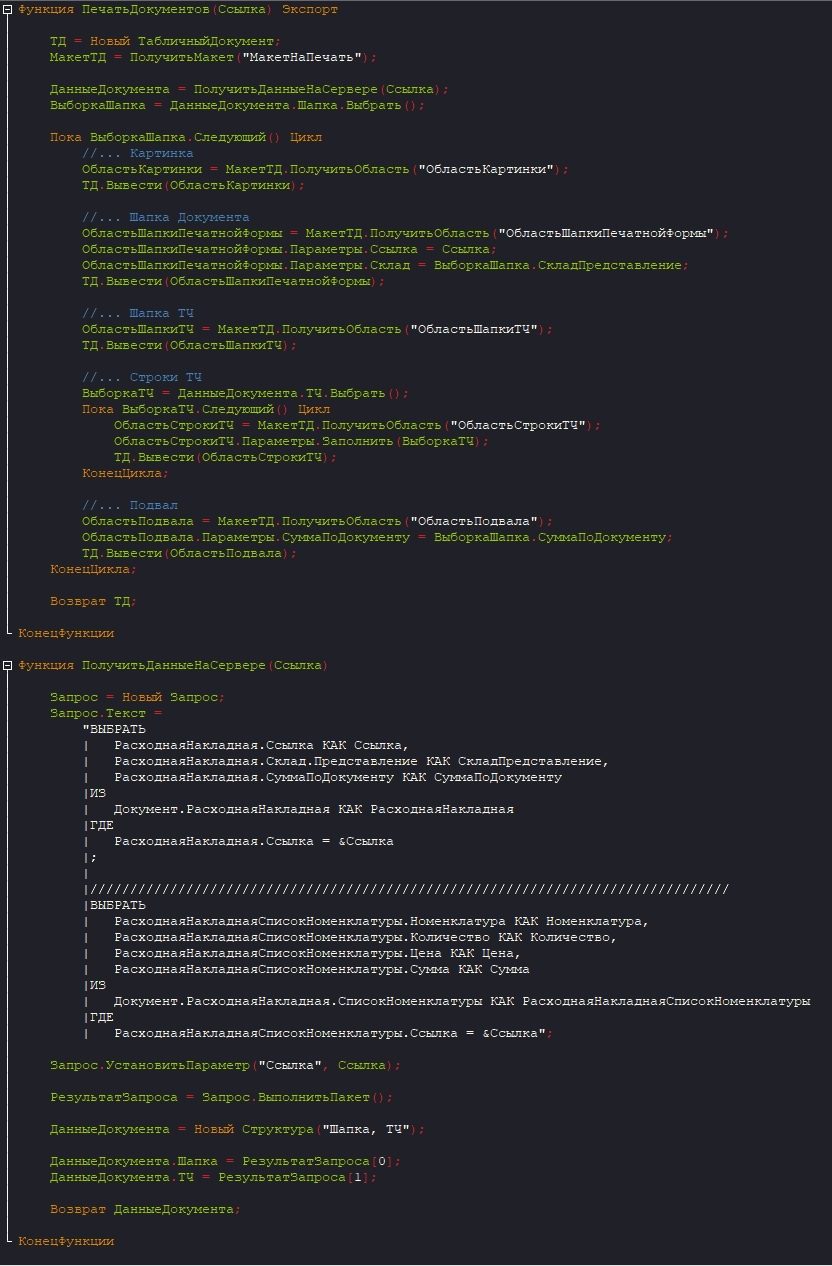 Функция ПечатьДокументов(Ссылка) Экспорт
ТД = Новый ТабличныйДокумент;
МакетТД = ПолучитьМакет("МакетНаПечать");
ДанныеДокумента = ПолучитьДанныеНаСервере(Ссылка);
ВыборкаШапка = ДанныеДокумента.Шапка.Выбрать();
Пока ВыборкаШапка.Следующий() Цикл
//... Картинка
ОбластьКартинки = МакетТД.ПолучитьОбласть("ОбластьКартинки");
ТД.Вывести(ОбластьКартинки);
//... Шапка Документа
ОбластьШапкиПечатнойФормы = МакетТД.ПолучитьОбласть("ОбластьШапкиПечатнойФормы");
ОбластьШапкиПечатнойФормы.Параметры.Ссылка = Ссылка;
ОбластьШапкиПечатнойФормы.Параметры.Склад = ВыборкаШапка.СкладПредставление;
ТД.Вывести(ОбластьШапкиПечатнойФормы);
//... Шапка ТЧ
ОбластьШапкиТЧ = МакетТД.ПолучитьОбласть("ОбластьШапкиТЧ");
ТД.Вывести(ОбластьШапкиТЧ);
//... Строки ТЧ
ВыборкаТЧ = ДанныеДокумента.ТЧ.Выбрать();
Пока ВыборкаТЧ.Следующий() Цикл
ОбластьСтрокиТЧ = МакетТД.ПолучитьОбласть("ОбластьСтрокиТЧ");
ОбластьСтрокиТЧ.Параметры.Заполнить(ВыборкаТЧ);
ТД.Вывести(ОбластьСтрокиТЧ);
КонецЦикла;
//... Подвал
ОбластьПодвала = МакетТД.ПолучитьОбласть("ОбластьПодвала");
ОбластьПодвала.Параметры.СуммаПоДокументу = ВыборкаШапка.СуммаПоДокументу;
ТД.Вывести(ОбластьПодвала);
КонецЦикла;
Возврат ТД;
КонецФункции
Функция ПолучитьДанныеНаСервере(Ссылка)
Запрос = Новый Запрос;
Запрос.Текст =
"ВЫБРАТЬ
|   РасходнаяНакладная.Ссылка КАК Ссылка,
|   РасходнаяНакладная.Склад.Представление КАК СкладПредставление,
|   РасходнаяНакладная.СуммаПоДокументу КАК СуммаПоДокументу
|ИЗ
|   Документ.РасходнаяНакладная КАК РасходнаяНакладная
|ГДЕ
|   РасходнаяНакладная.Ссылка = &Ссылка
|;
|
|////////////////////////////////////////////////////////////////////////////////
|ВЫБРАТЬ
|   РасходнаяНакладнаяСписокНоменклатуры.Номенклатура КАК Номенклатура,
|   РасходнаяНакладнаяСписокНоменклатуры.Количество КАК Количество,
|   РасходнаяНакладнаяСписокНоменклатуры.Цена КАК Цена,
|   РасходнаяНакладнаяСписокНоменклатуры.Сумма КАК Сумма
|ИЗ
|   Документ.РасходнаяНакладная.СписокНоменклатуры КАК РасходнаяНакладнаяСписокНоменклатуры
|ГДЕ
|   РасходнаяНакладнаяСписокНоменклатуры.Ссылка = &Ссылка";
Запрос.УстановитьПараметр("Ссылка", Ссылка);
РезультатЗапроса = Запрос.ВыполнитьПакет();
ДанныеДокумента = Новый Структура("Шапка, ТЧ");
ДанныеДокумента.Шапка = РезультатЗапроса[0];
ДанныеДокумента.ТЧ = РезультатЗапроса[1];
Возврат ДанныеДокумента;
КонецФункции